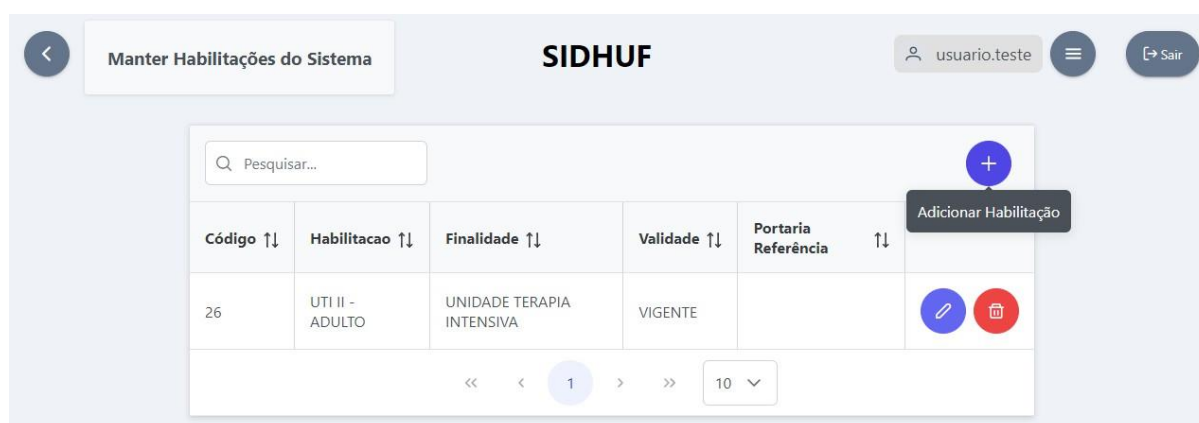 Manter Habilitações do Sistema
SIDHUF
usuario.teste
Sair
Pesquisar...
Adicionar Habilitação
Código
Habilitacao
Finalidade
Validade
Portaria
Referência
26
UTI II -
ADULTO
UNIDADE TERAPIA
INTENSIVA
VIGENTE
<< < 1 > >> 10